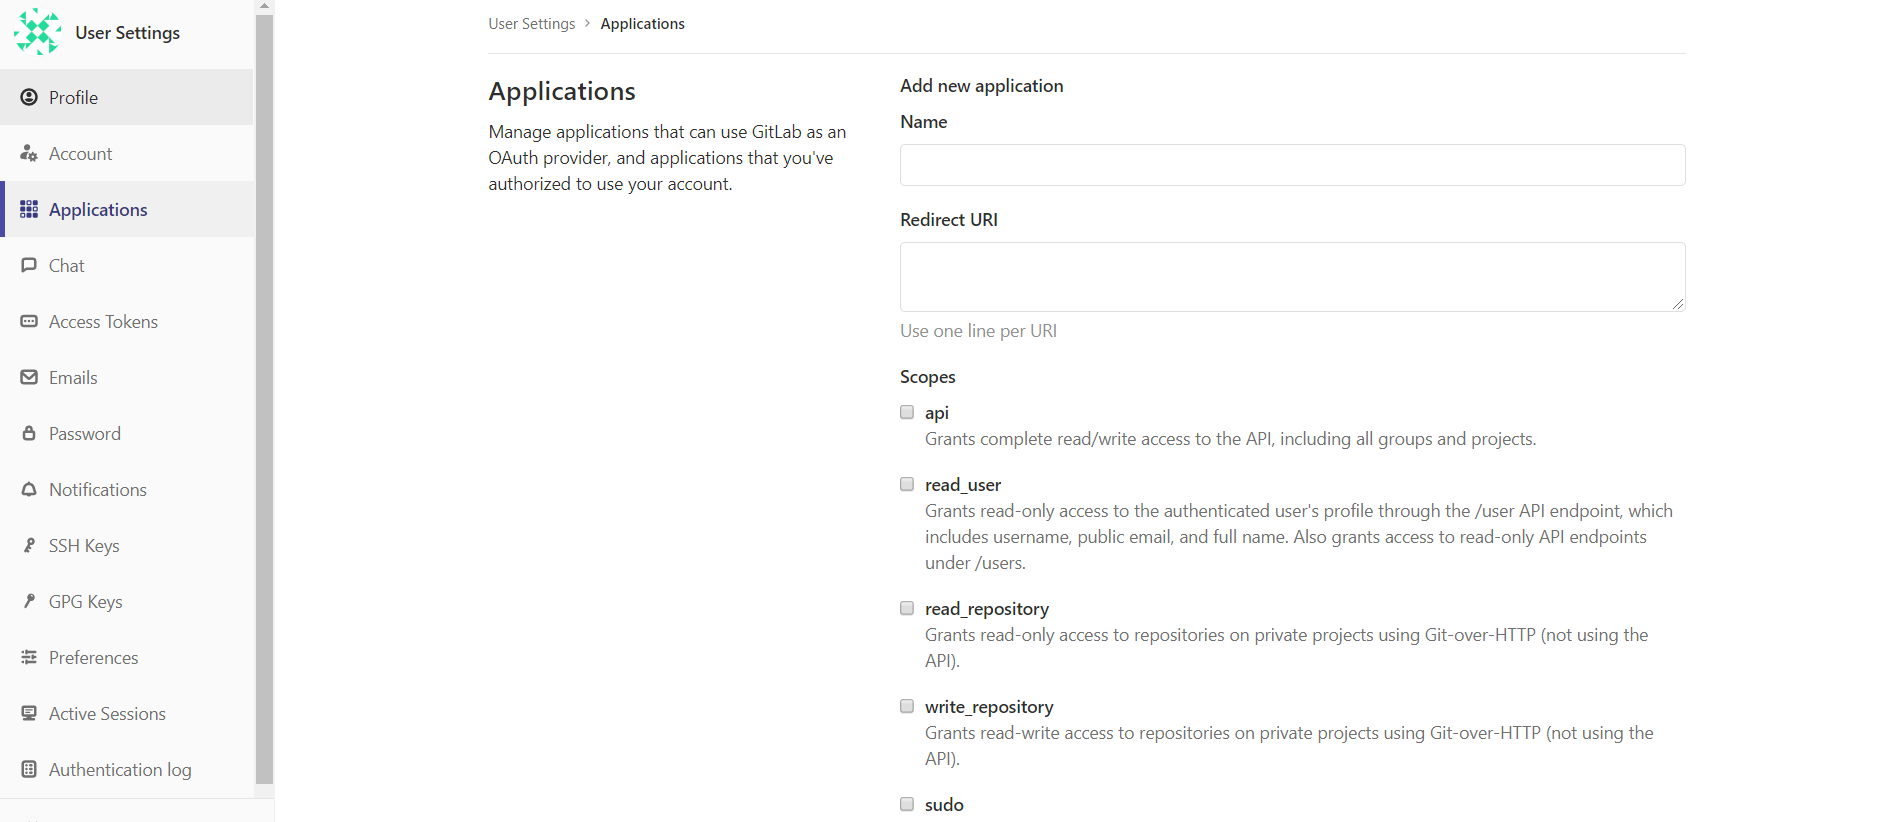 User Settings
Profile
Account
Applications
Chat
Access Tokens
Emails
Password
Notifications
SSH Keys
GPG Keys
Preferences
Active Sessions
Authentication log
User Settings > Applications
Applications
Manage applications that can use GitLab as an
OAuth provider, and applications that you've
authorized to use your account.
Add new application
Name
Redirect URI
Use one line per URI
Scopes
api
Grants complete read/write access to the API, including all groups and projects.
read_user
Grants read-only access to the authenticated user's profile through the /user API endpoint, which
includes username, public email, and full name. Also grants access to read-only API endpoints
under /users.
read_repository
Grants read-only access to repositories on private projects using Git-over-HTTP (not using the
API).
write_repository
Grants read-write access to repositories on private projects using Git-over-HTTP (not using the
API).
sudo